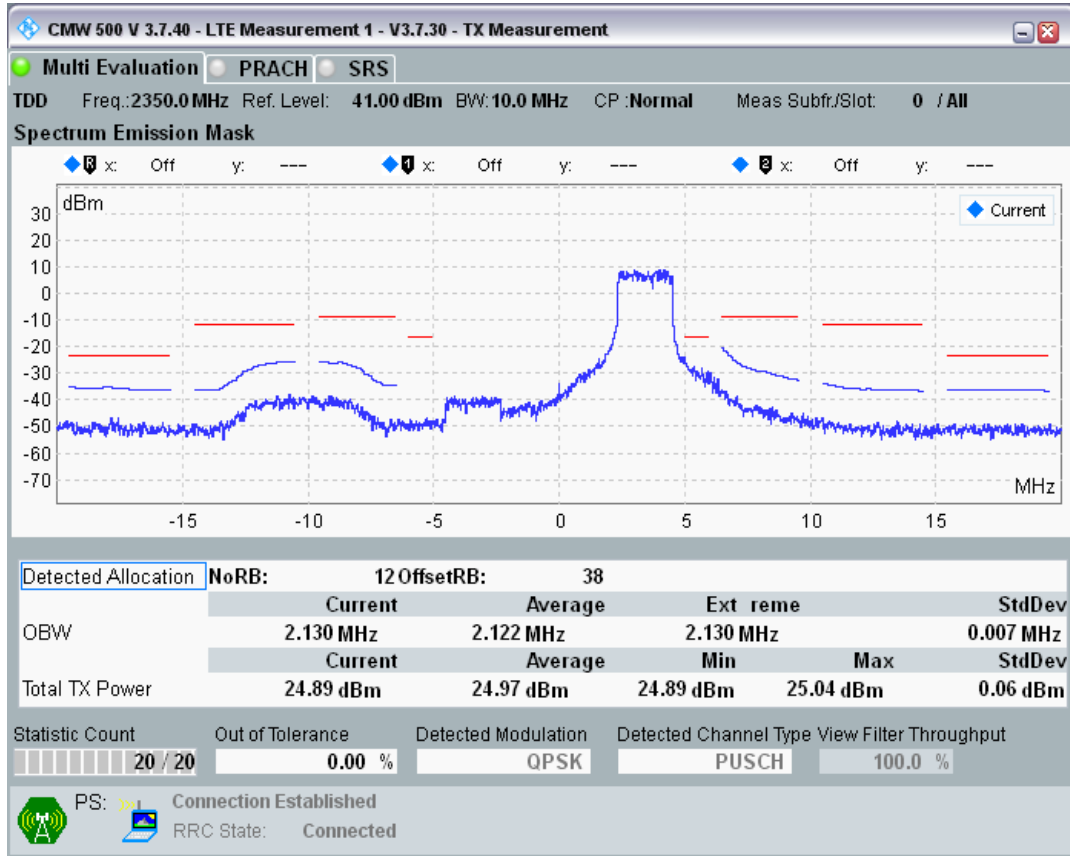 CMW 500 V 3.7.40 - LTE Measurement 1 - V3.7.30 - TX Measurement
Multi Evaluation PRACH SRS
TDD Freq.:2350.0 MHz Ref. Level: 41.00 dBm BW: 10.0 MHz CP :Normal Meas Subfr./Slot: 0 / All
Spectrum Emission Mask
R x: Off y: --- 1 x: Off y: --- 2 x: Off y: ---
dBm
Current
30
20
10
0
-10
-20
-30
-40
-50
-60
-70
MHz
-15 -10 -5 0 5 10 15
Detected Allocation NoRB: 12 OffsetRB: 38
Current Average Ext reme StdDev
OBW 2.130 MHz 2.122 MHz 2.130 MHz 0.007 MHz
Current Average Min Max StdDev
Total TX Power 24.89 dBm 24.97 dBm 24.89 dBm 25.04 dBm 0.06 dBm
Statistic Count Out of Tolerance Detected Modulation Detected Channel Type View Filter Throughput
20 / 20 0.00 % QPSK PUSCH 100.0 %
PS: Connection Established
RRC State: Connected